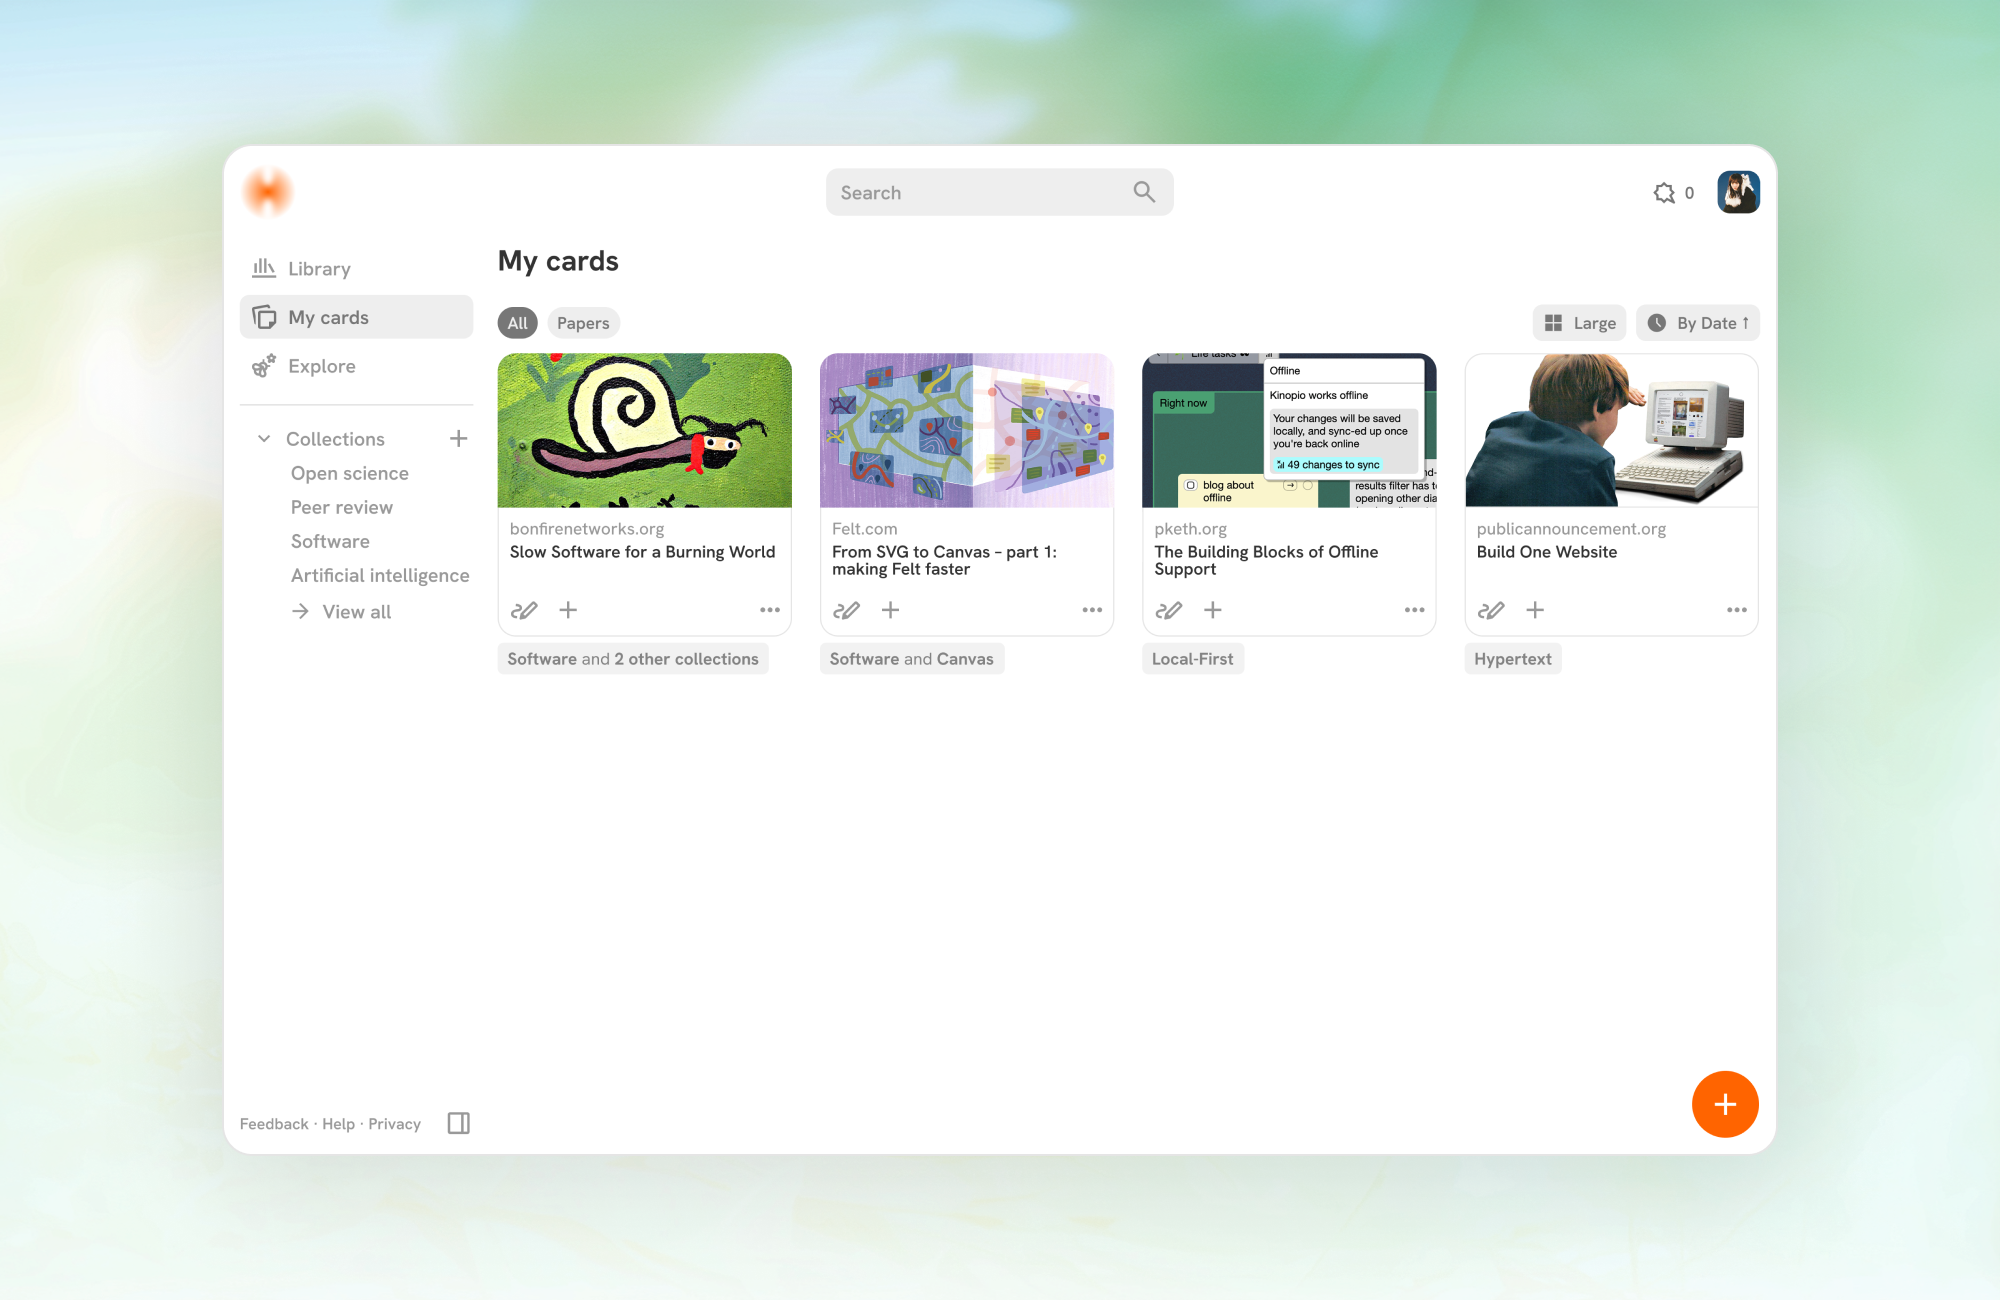 Search
0
Library
My cards
Explore
Collections
Open science
Peer review
Software
Artificial intelligence
View all
Feedback · Help · Privacy
My cards
All
Papers
Large
By Date ↑
bonfirenetworks.org
Slow Software for a Burning World
Software and 2 other collections
Felt.com
From SVG to Canvas – part 1:
making Felt faster
Software and Canvas
Life tasks
Right now
Offline
Kinopio works offline
Your changes will be saved
locally, and sync-ed up once
you're back online
49 changes to sync
blog about
offline
results filter has to
opening other dia
pketh.org
The Building Blocks of Offline
Support
Local-First
publicannouncement.org
Build One Website
Hypertext